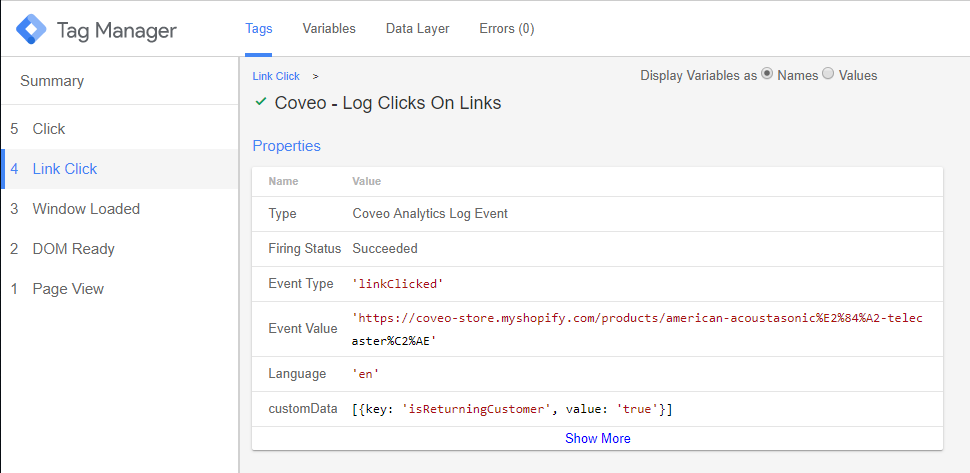 Tag Manager
Tags Variables Data Layer Errors (0)
Summary
5 Click
4 Link Click
3 Window Loaded
2 DOM Ready
1 Page View
Link Click >
Display Variables as Names Values
Coveo - Log Clicks On Links
Properties
Name Value
Type Coveo Analytics Log Event
Firing Status Succeeded
Event Type 'linkClicked'
Event Value 'https://coveo-store.myshopify.com/products/american-acoustasonic%E2%84%A2-telec
aster%C2%AE'
Language 'en'
customData [{key: 'isReturningCustomer', value: 'true'}]
Show More